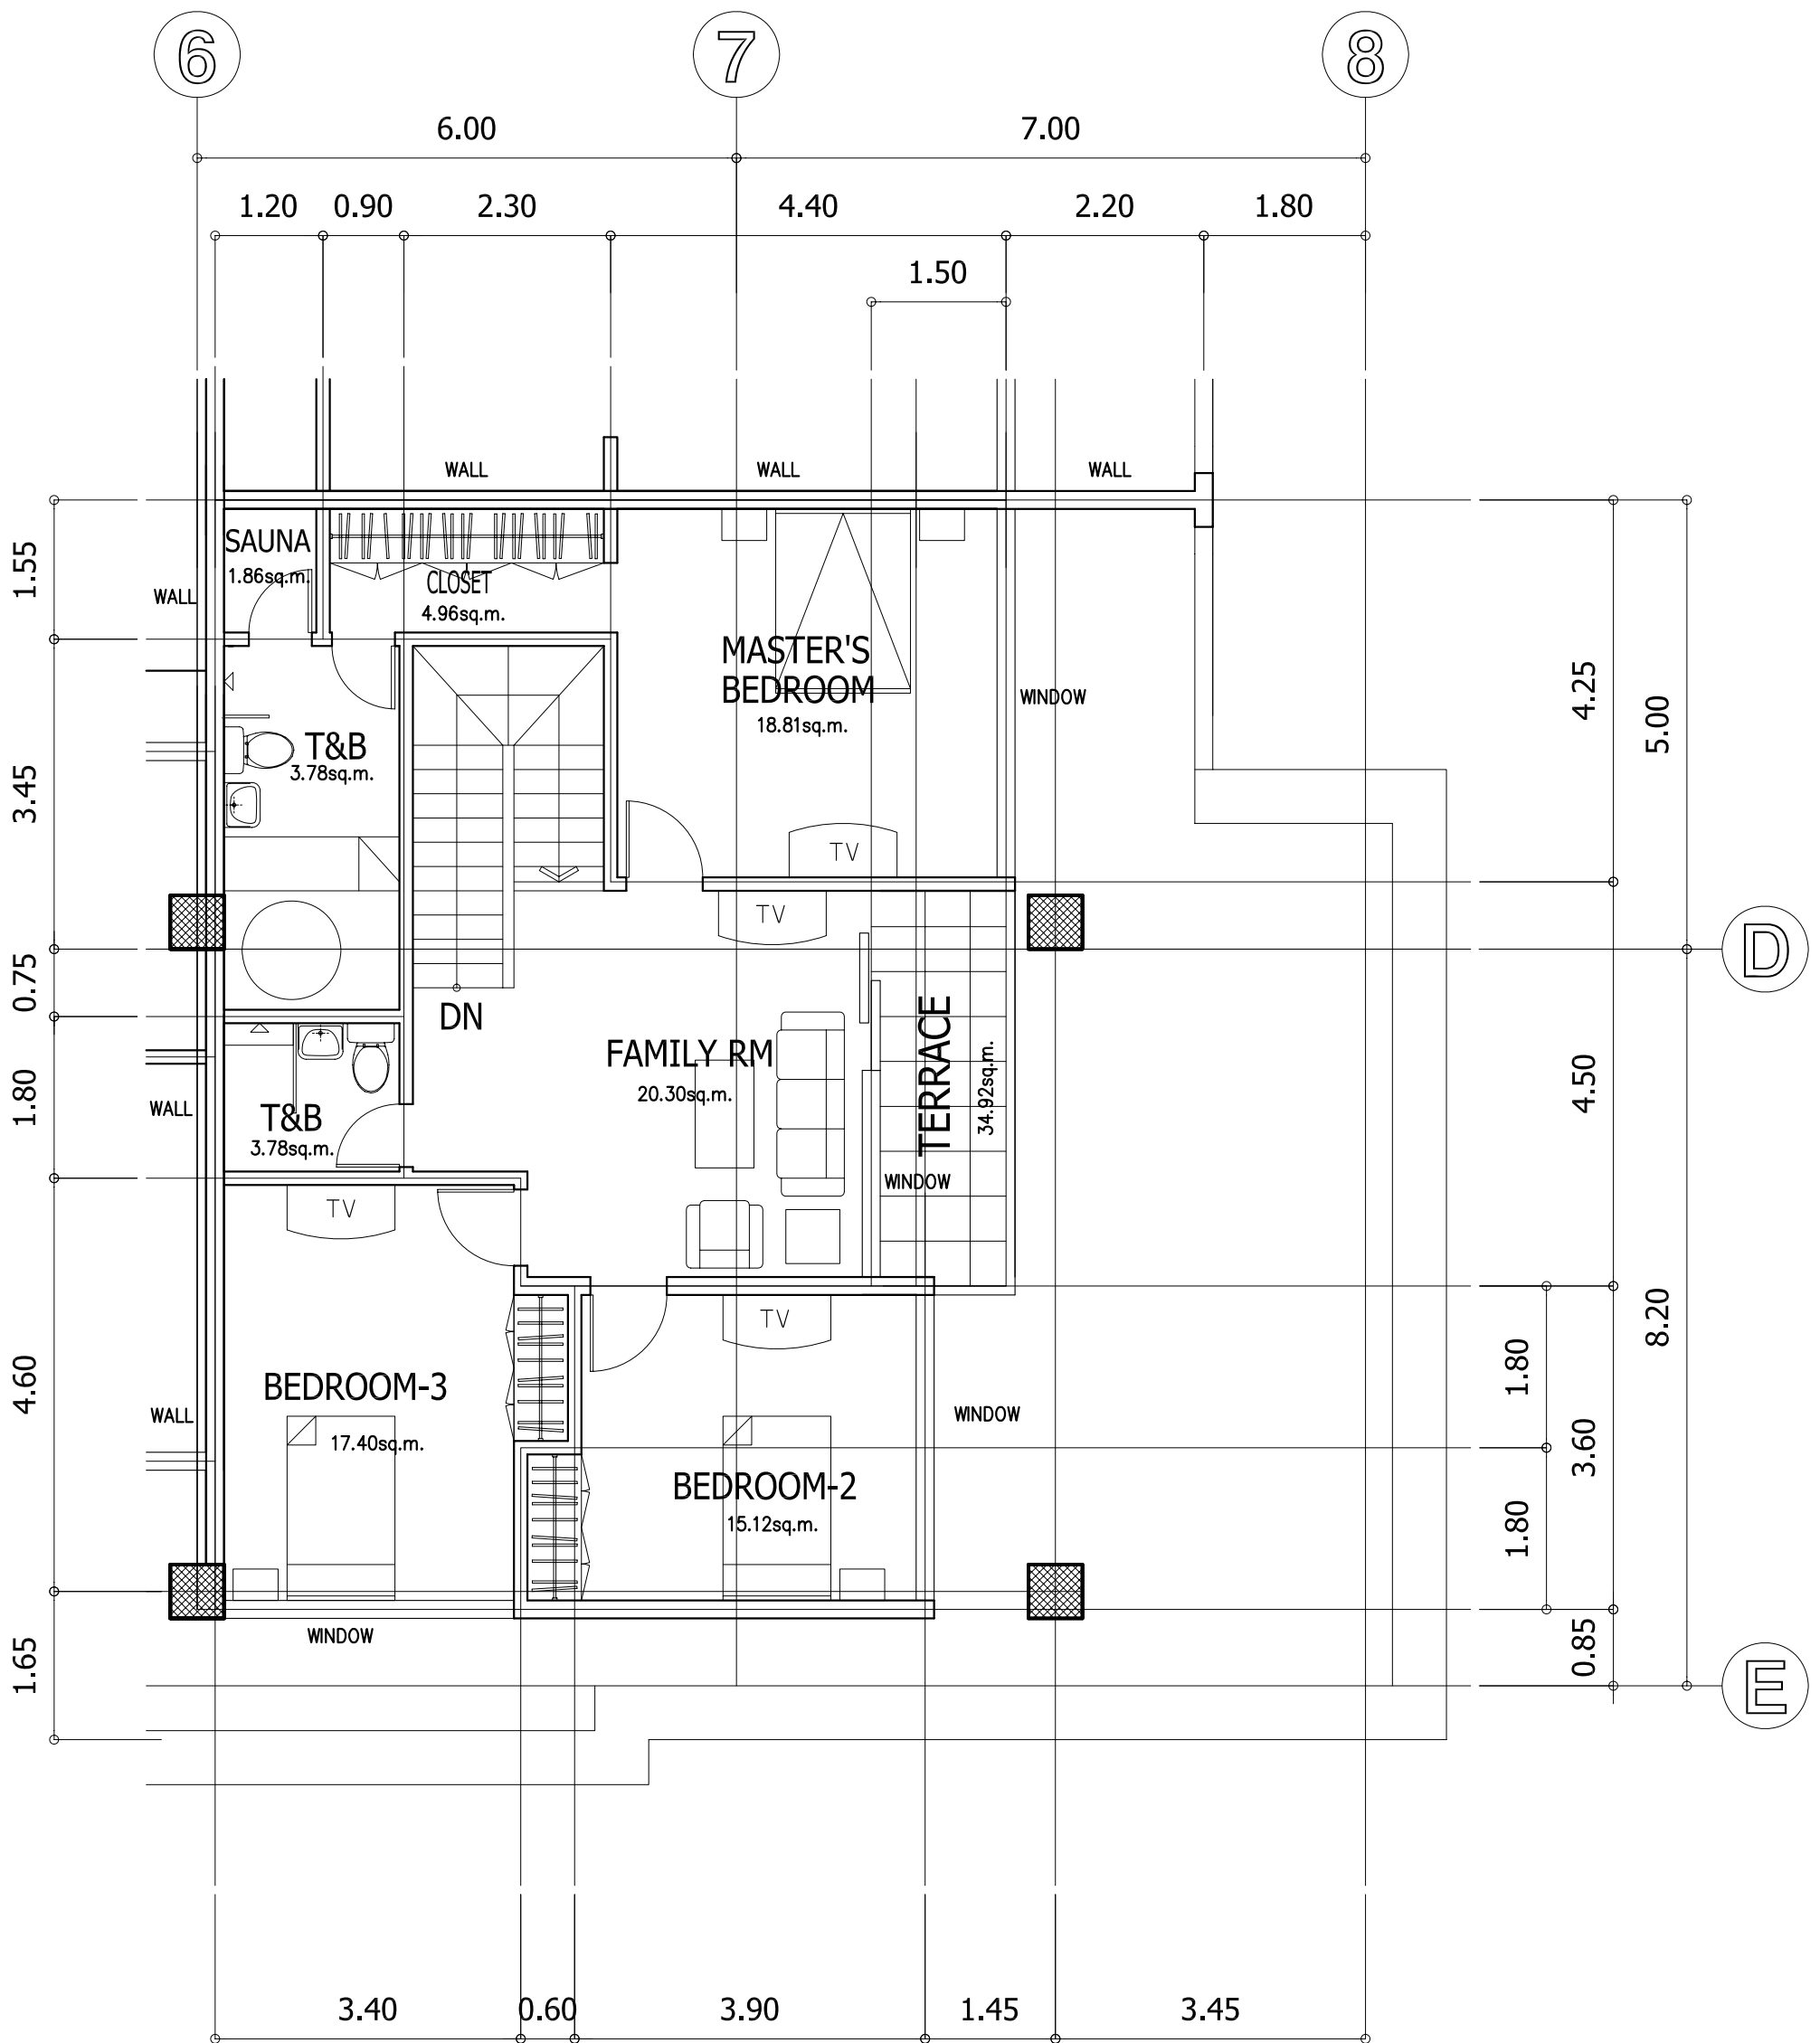 6 7 8
6.00 7.00
1.20 0.90 2.30 4.40 2.20 1.80
1.50
WALL WALL WALL
SAUNA
1.86sq.m.
CLOSET
4.96sq.m.
WALL
1.55
MASTER'S
BEDROOM
18.81sq.m.
WINDOW
4.25
5.00
T&B
3.78sq.m.
3.45
TV
TV
D
0.75
DN
FAMILY RM
20.30sq.m.
TERRACE
34.92sq.m.
4.50
WALL
1.80
T&B
3.78sq.m.
WINDOW
TV
TV
8.20
1.80
4.60
BEDROOM-3
17.40sq.m.
WALL
WINDOW
3.60
BEDROOM-2
15.12sq.m.
1.80
WINDOW
1.65
0.85
E
3.40 0.60 3.90 1.45 3.45